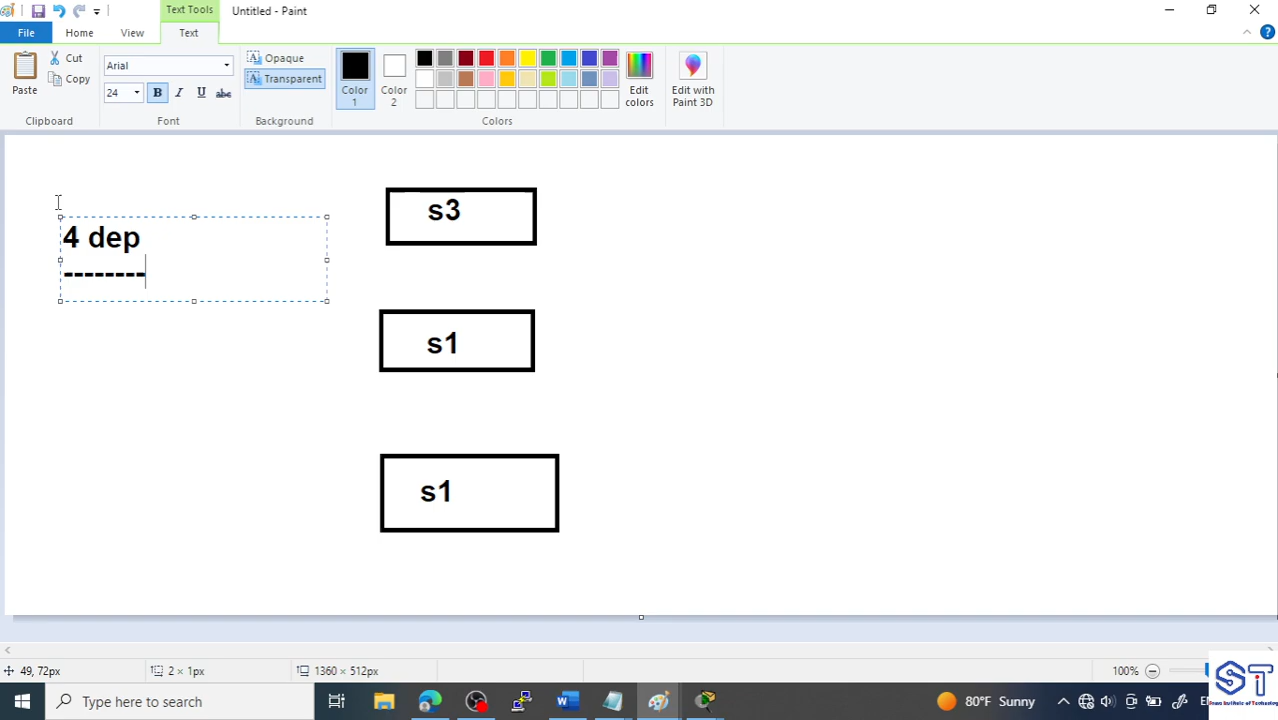 Text Tools
Untitled - Paint
File
Home
View
Text
Paste
Cut
Copy
Clipboard
Arial
24
B
I
U
abc
Font
Opaque
Transparent
Background
Color 1
Color 2
Edit colors
Colors
Edit with Paint 3D
4 dep
--------
s3
s1
s1
49, 72px
2 × 1px
1360 × 512px
100%
Type here to search
80°F Sunny
ST